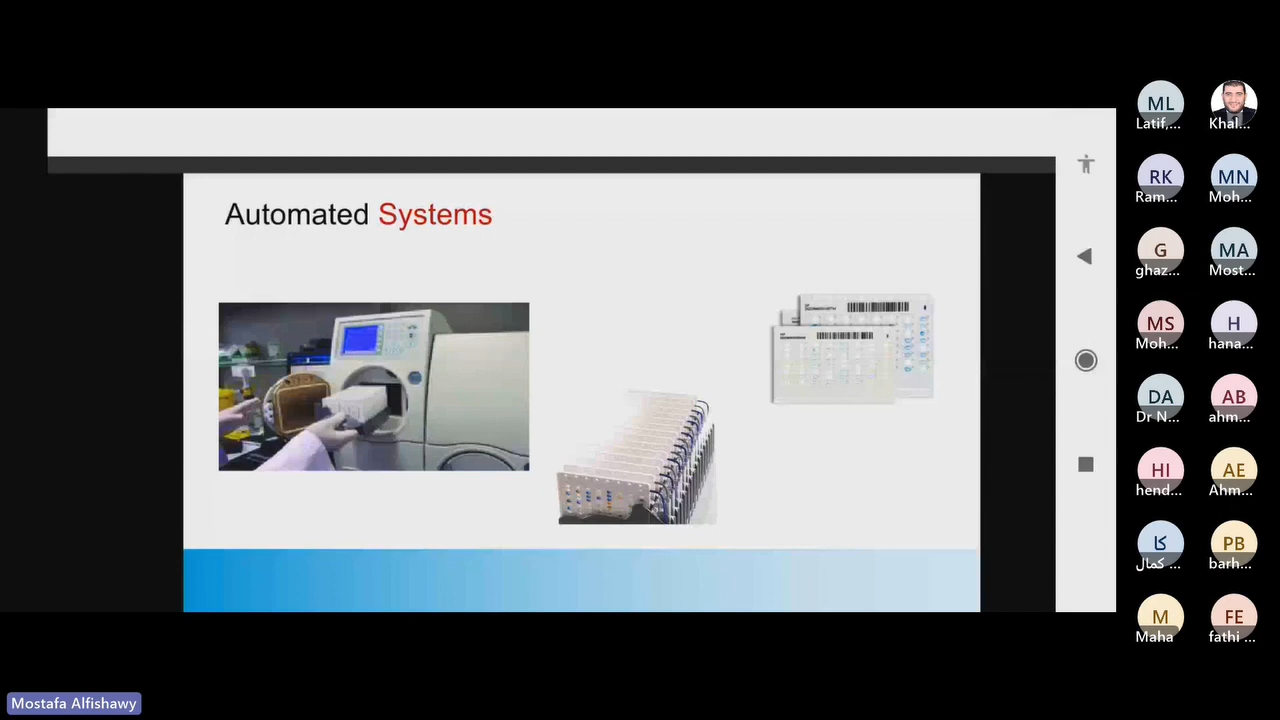 Automated Systems
ML
Latif,...
Khal...
RK
Ram...
MN
Moh...
G
ghaz...
MA
Most...
MS
Moh...
H
hana...
DA
Dr N...
AB
ahm...
HI
hend...
AE
Ahm...
كا
كمال ...
PB
barh...
M
Maha
FE
fathi ...
Mostafa Alfishawy